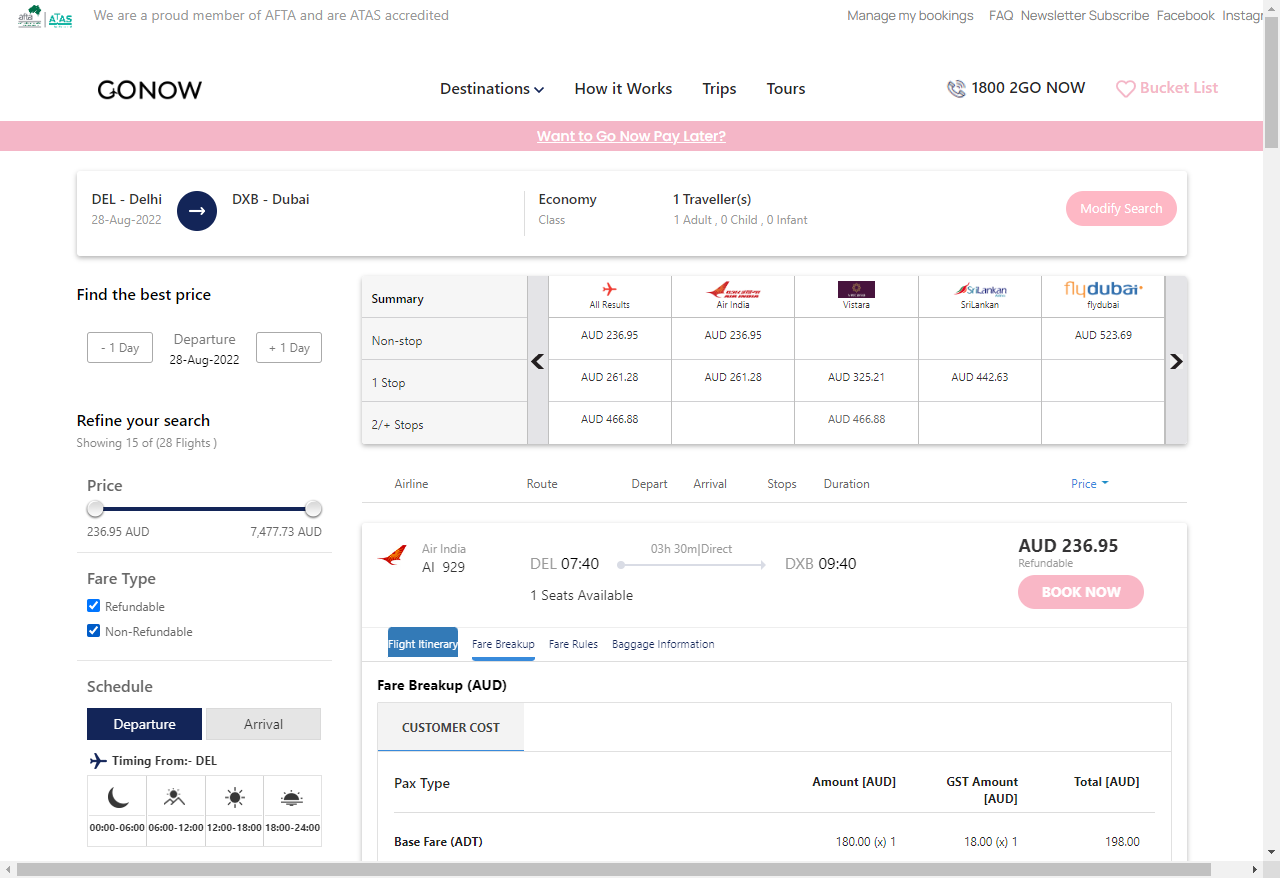 afta ATAS We are a proud member of AFTA and are ATAS accredited Manage my bookings FAQ Newsletter Subscribe Facebook Instagr
GONOW Destinations How it Works Trips Tours 1800 2GO NOW Bucket List
Want to Go Now Pay Later?
DEL - Delhi DXB - Dubai Economy 1 Traveller(s)
28-Aug-2022 Class 1 Adult , 0 Child , 0 Infant
Modify Search
Find the best price
- 1 Day Departure + 1 Day
28-Aug-2022
Summary All Results Air India Vistara SriLankan flydubai
Non-stop AUD 236.95 AUD 236.95 AUD 523.69
1 Stop AUD 261.28 AUD 261.28 AUD 325.21 AUD 442.63
2/+ Stops AUD 466.88 AUD 466.88
Refine your search
Showing 15 of (28 Flights )
Price
236.95 AUD 7,477.73 AUD
Fare Type
Refundable
Non-Refundable
Schedule
Departure Arrival
Timing From:- DEL
00:00-06:00 06:00-12:00 12:00-18:00 18:00-24:00
Airline Route Depart Arrival Stops Duration Price
Air India
AI 929
DEL 07:40 03h 30m|Direct DXB 09:40
1 Seats Available
AUD 236.95
Refundable
BOOK NOW
Flight Itinerary Fare Breakup Fare Rules Baggage Information
Fare Breakup (AUD)
CUSTOMER COST
Pax Type Amount [AUD] GST Amount [AUD] Total [AUD]
Base Fare (ADT) 180.00 (x) 1 18.00 (x) 1 198.00